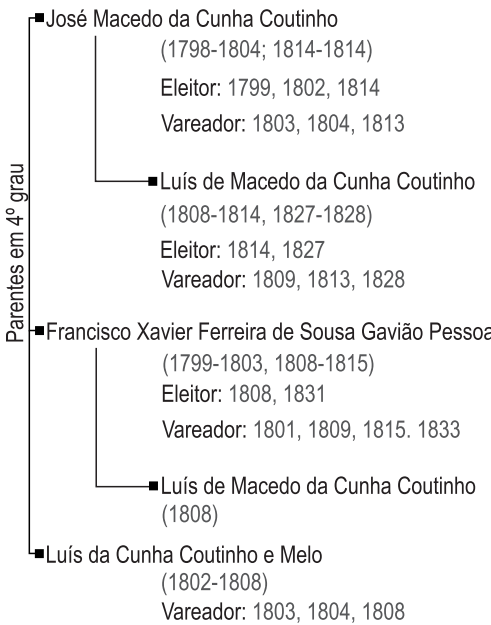 José Macedo da Cunha Coutinho
(1798-1804; 1814-1814)
Eleitor: 1799, 1802, 1814
Vareador: 1803, 1804, 1813
Luís de Macedo da Cunha Coutinho
(1808-1814, 1827-1828)
Eleitor: 1814, 1827
Vareador: 1809, 1813, 1828
Parentes em 4º grau
Francisco Xavier Ferreira de Sousa Gavião Pessoa
(1799-1803, 1808-1815)
Eleitor: 1808, 1831
Vareador: 1801, 1809, 1815. 1833
Luís de Macedo da Cunha Coutinho
(1808)
Luís da Cunha Coutinho e Melo
(1802-1808)
Vareador: 1803, 1804, 1808